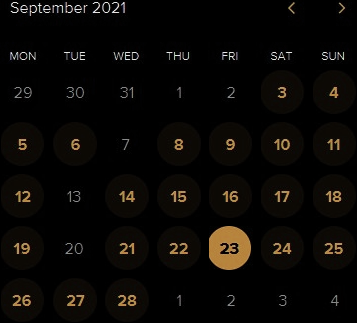 September 2021
MON TUE WED THU FRI SAT SUN
29 30 31 1 2 3 4
5 6 7 8 9 10 11
12 13 14 15 16 17 18
19 20 21 22 23 24 25
26 27 28 1 2 3 4